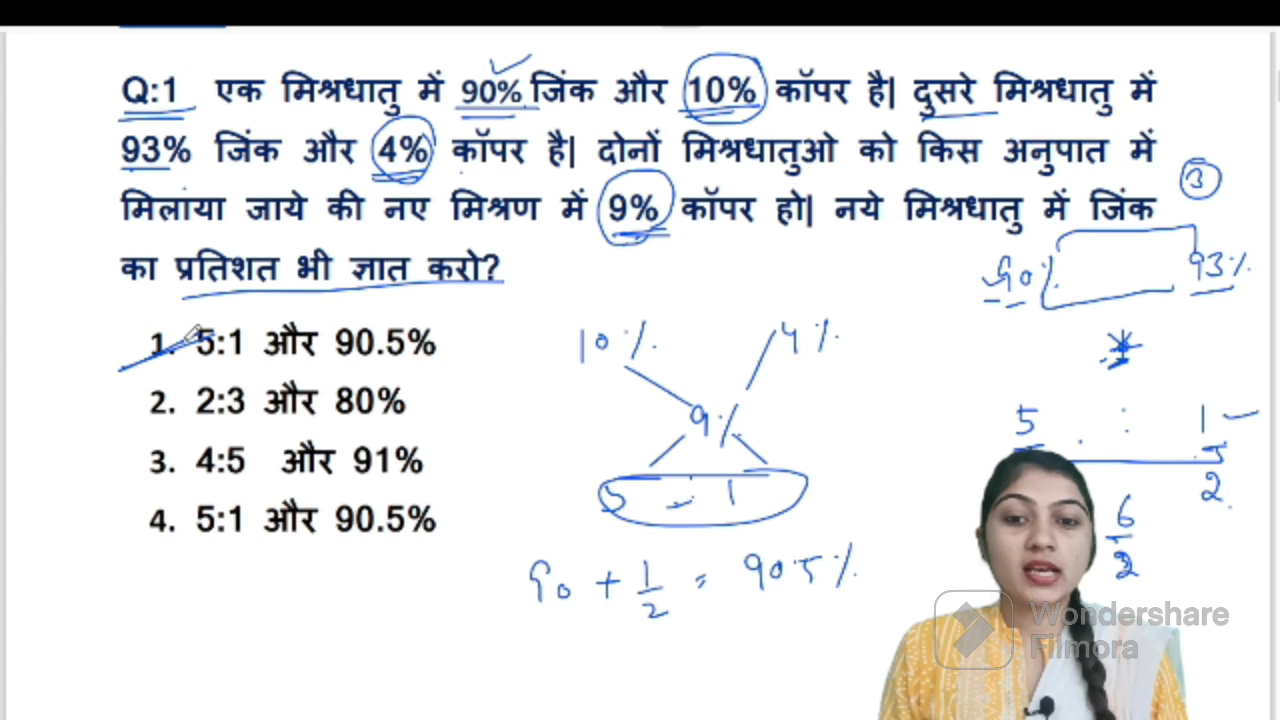 Q:1 एक मिश्रधातु में 90% जिंक और 10% कॉपर है| दुसरे मिश्रधातु में
93% जिंक और 4% कॉपर है| दोनों मिश्रधातुओ को किस अनुपात में
मिलाया जाये की नए मिश्रण में 9% कॉपर हो| नये मिश्रधातु में जिंक
का प्रतिशत भी ज्ञात करो?
3
90% 93%
1. 5:1 और 90.5%
2. 2:3 और 80%
3. 4:5 और 91%
4. 5:1 और 90.5%
10% 4%
9%
5 : 1
90 + 1/2 = 90.5%
5 : 1
2
6
2
Wondershare
Filmora